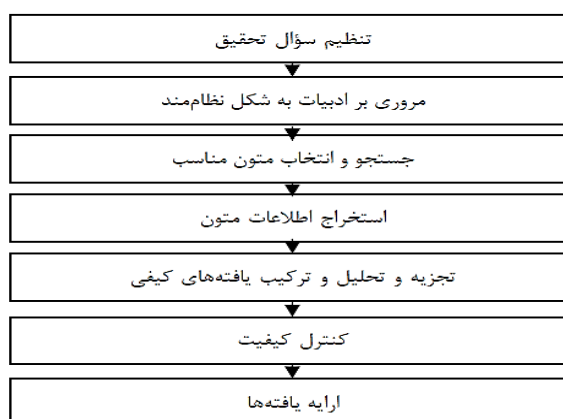 تنظیم سؤال تحقیق
مروری بر ادبیات به شکل نظام‌مند
جستجو و انتخاب متون مناسب
استخراج اطلاعات متون
تجزیه و تحلیل و ترکیب یافته‌های کیفی
کنترل کیفیت
ارایه یافته‌ها